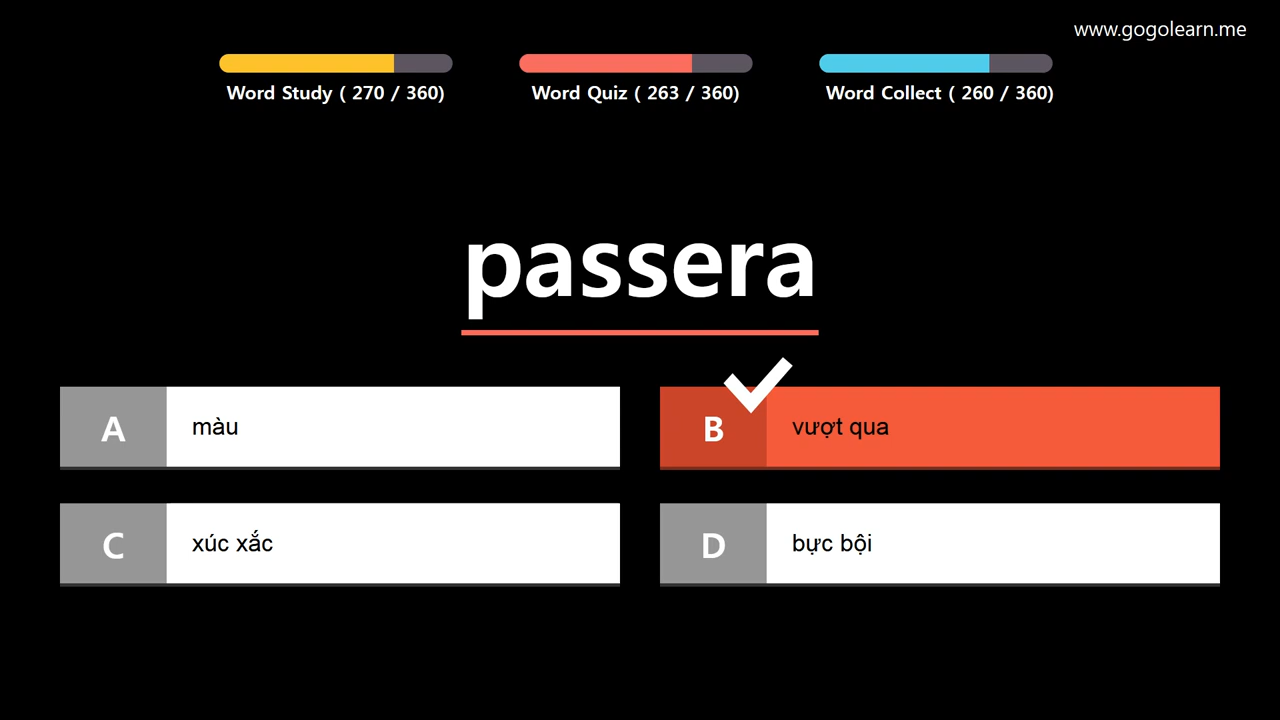 www.gogolearn.me
Word Study ( 270 / 360)
Word Quiz ( 263 / 360)
Word Collect ( 260 / 360)
passera
A
màu
B
vượt qua
C
xúc xắc
D
bực bội